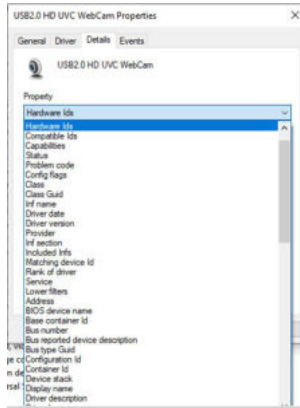 USB2.0 HD UVC WebCam Properties
General Driver Details Events
USB2.0 HD UVC WebCam
Property
Hardware Ids
Hardware Ids
Compatible Ids
Capabilities
Status
Problem code
Config flags
Class
Class Guid
Inf name
Driver date
Driver version
Provider
Inf section
Included Infs
Matching device Id
Rank of driver
Service
Lower filters
Address
BIOS device name
Base container Id
Bus number
Bus reported device description
Bus type Guid
Configuration Id
Container Id
Device stack
Display name
Driver description